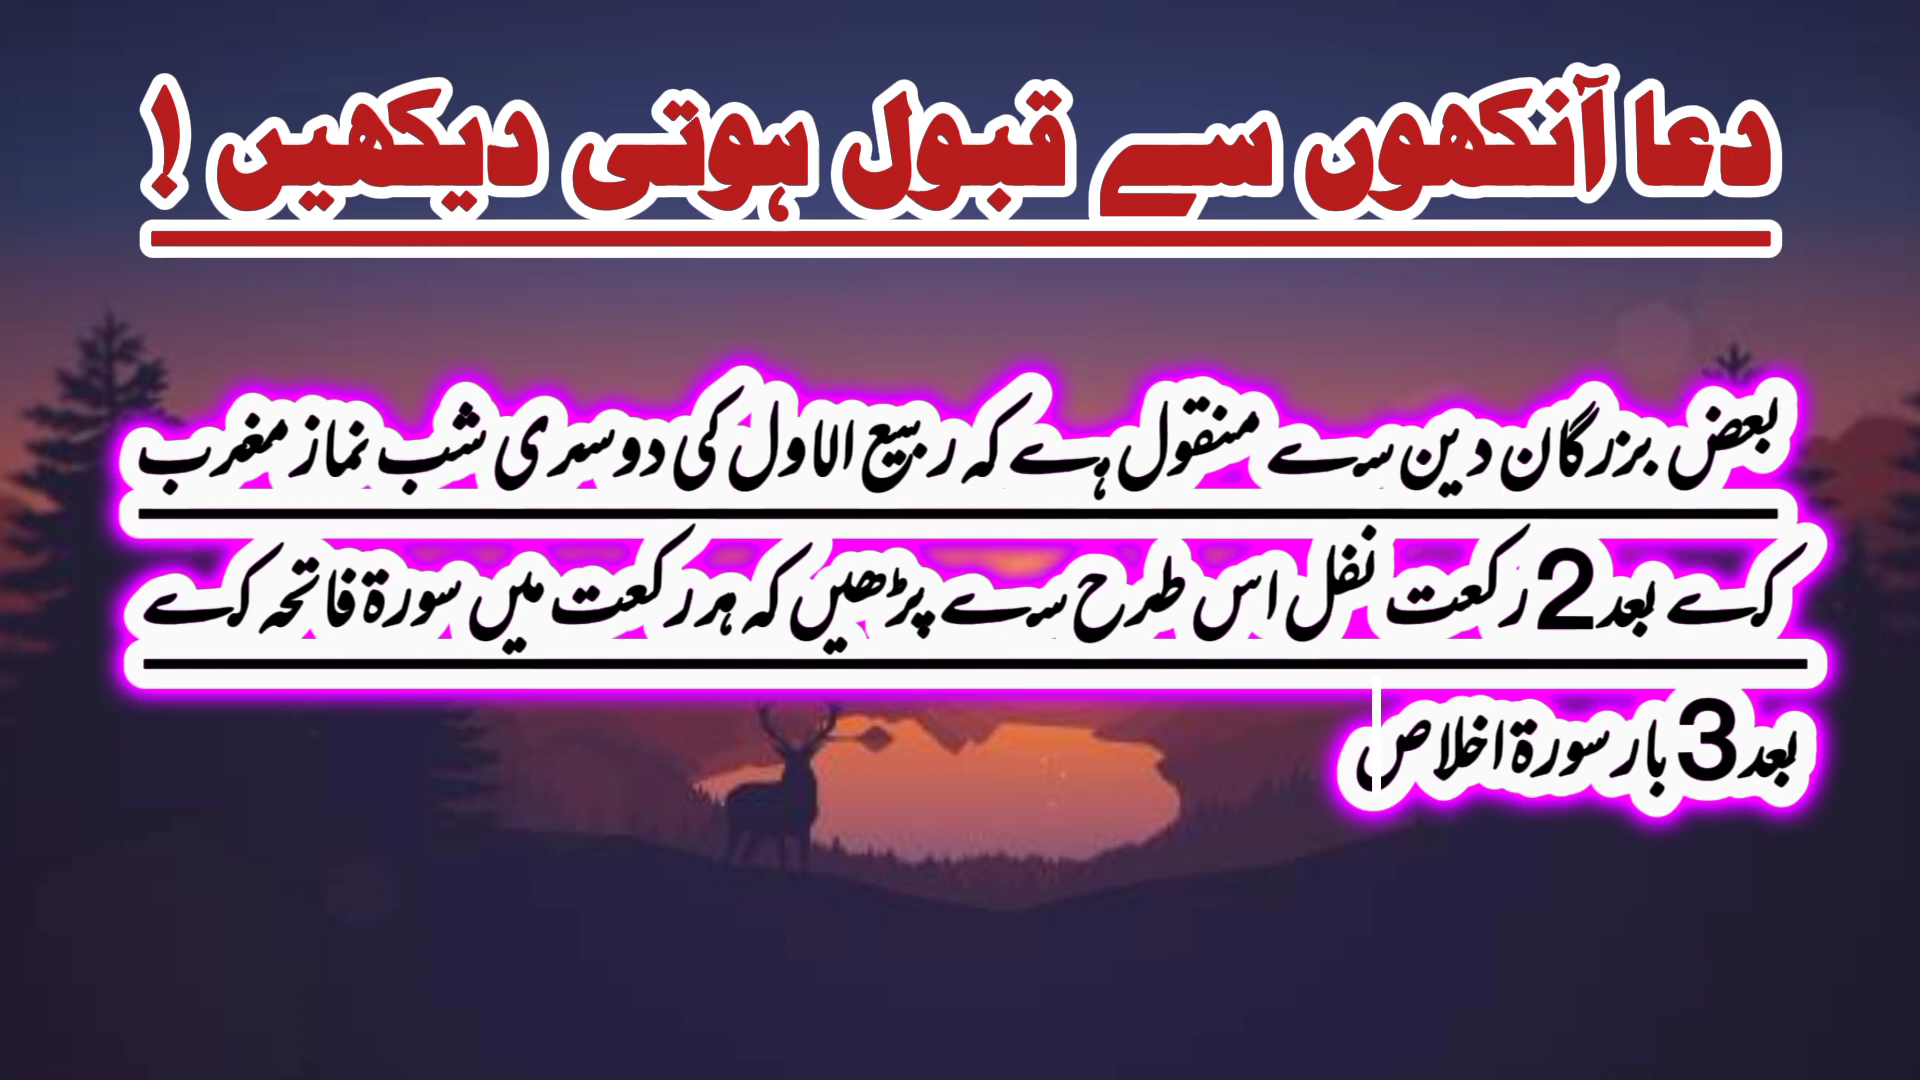 دعا آنکھوں سے قبول ہوتی دیکھیں !
بعض بزرگان دین سے منقول ہے کہ ربیع الاول کی دوسری شب نماز مغرب
کے بعد 2 رکعت نفل اس طرح سے پڑھیں کہ ہر رکعت میں سورۃ فاتحہ کے
بعد 3 بار سورۃ اخلاص